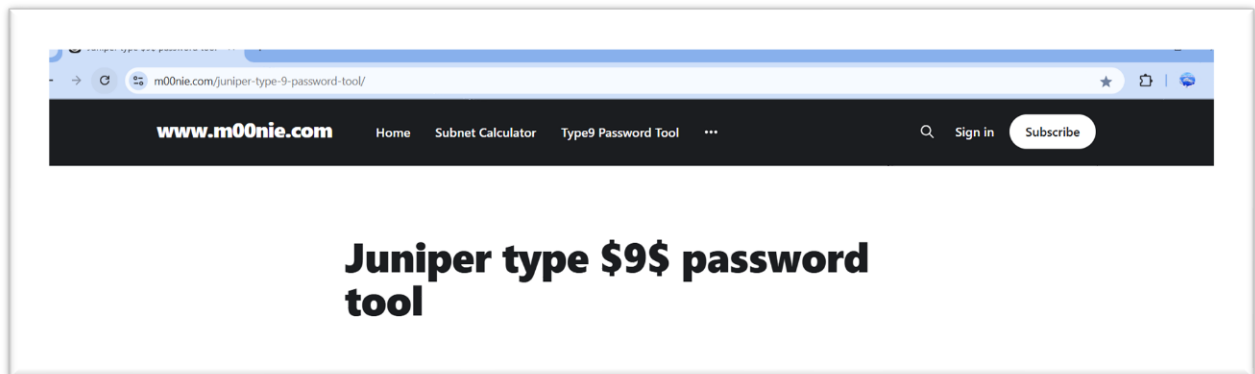 m00nie.com/juniper-type-9-password-tool/
www.m00nie.com Home Subnet Calculator Type9 Password Tool ••• Sign in Subscribe
Juniper type $9$ password
tool